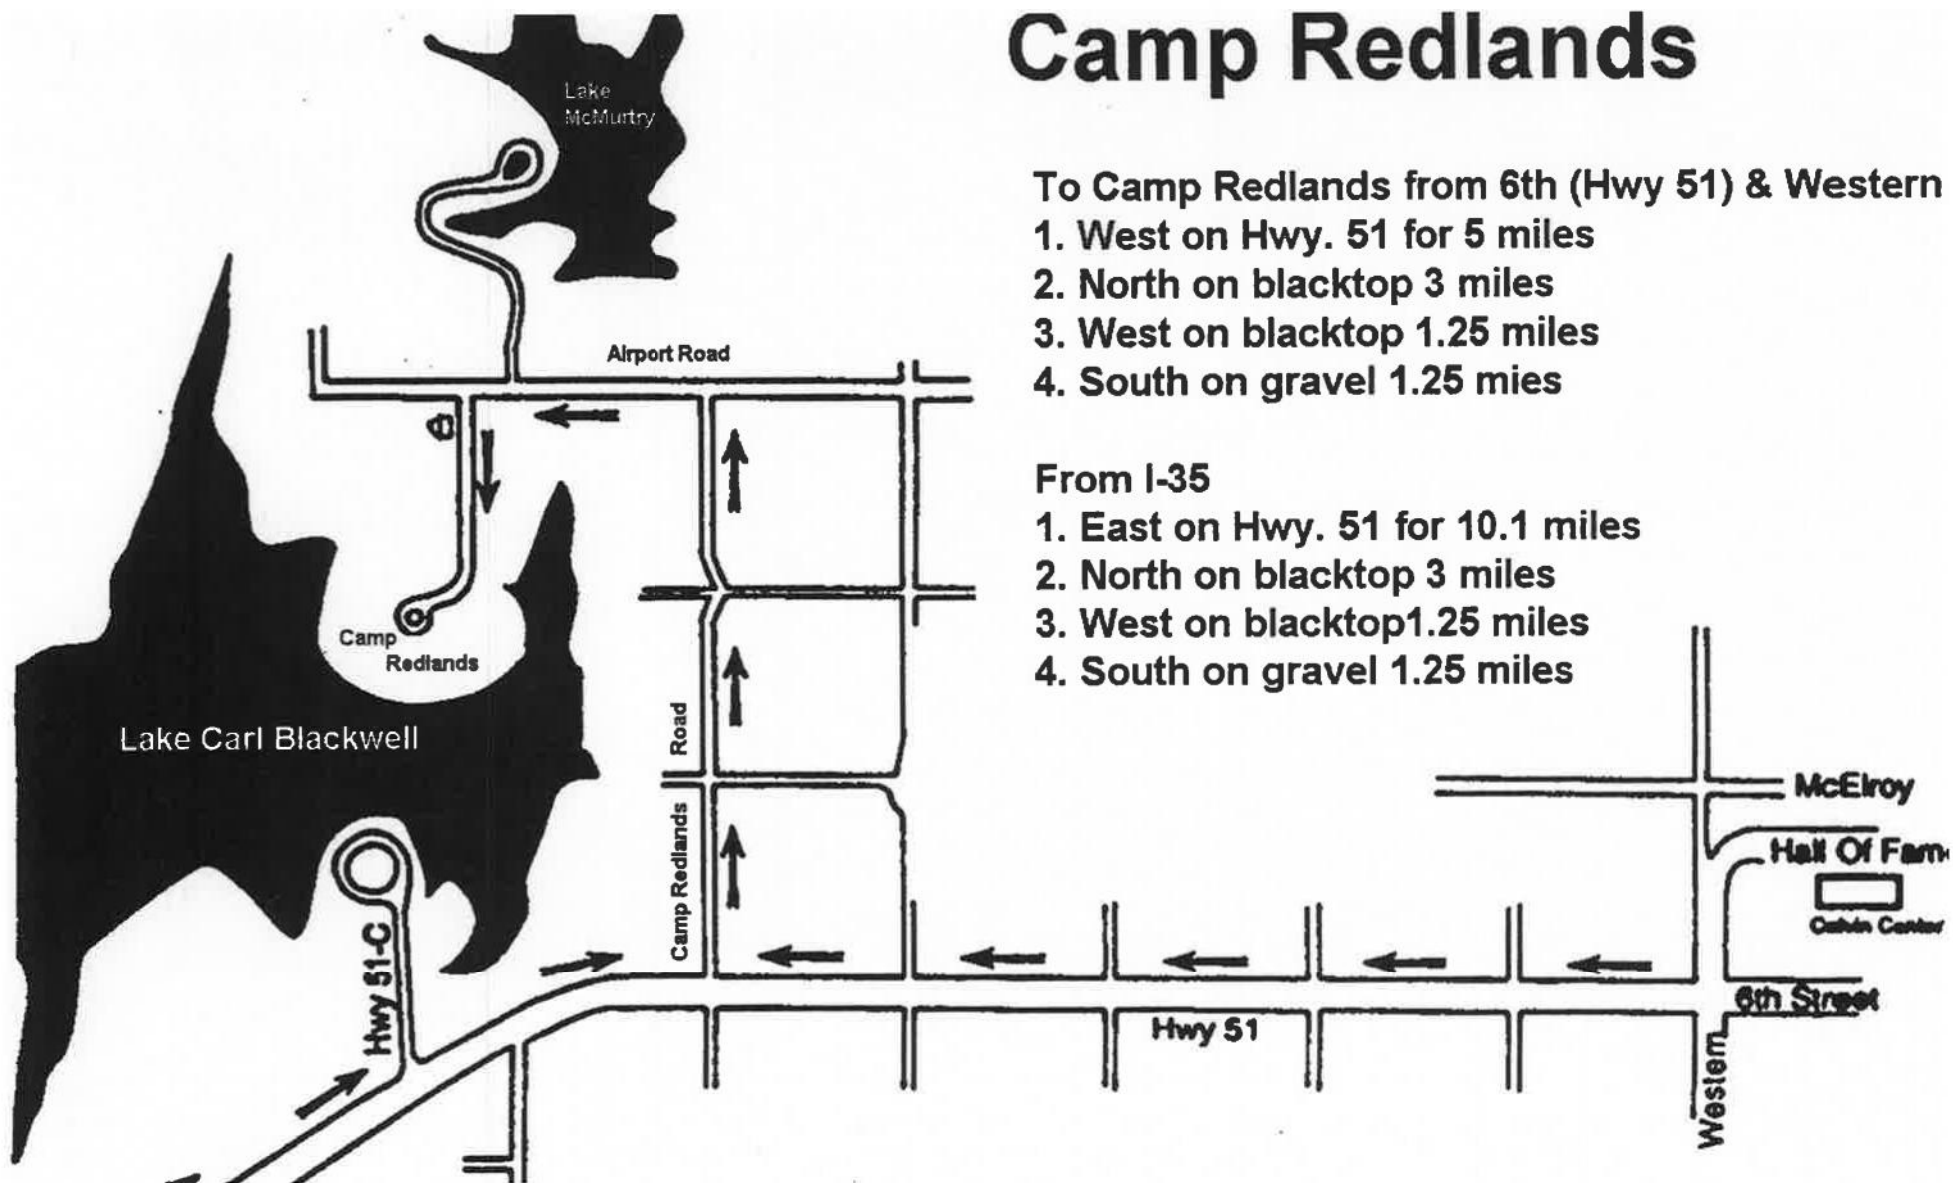 Camp Redlands
Lake
McMurtry
To Camp Redlands from 6th (Hwy 51) & Western
1. West on Hwy. 51 for 5 miles
2. North on blacktop 3 miles
3. West on blacktop 1.25 miles
4. South on gravel 1.25 mies
Airport Road
From I-35
1. East on Hwy. 51 for 10.1 miles
2. North on blacktop 3 miles
3. West on blacktop1.25 miles
4. South on gravel 1.25 miles
Camp
Redlands
Lake Carl Blackwell
Camp Redlands Road
McElroy
Hall Of Fam
Colvin Center
Hwy 51-C
6th Street
Hwy 51
Western